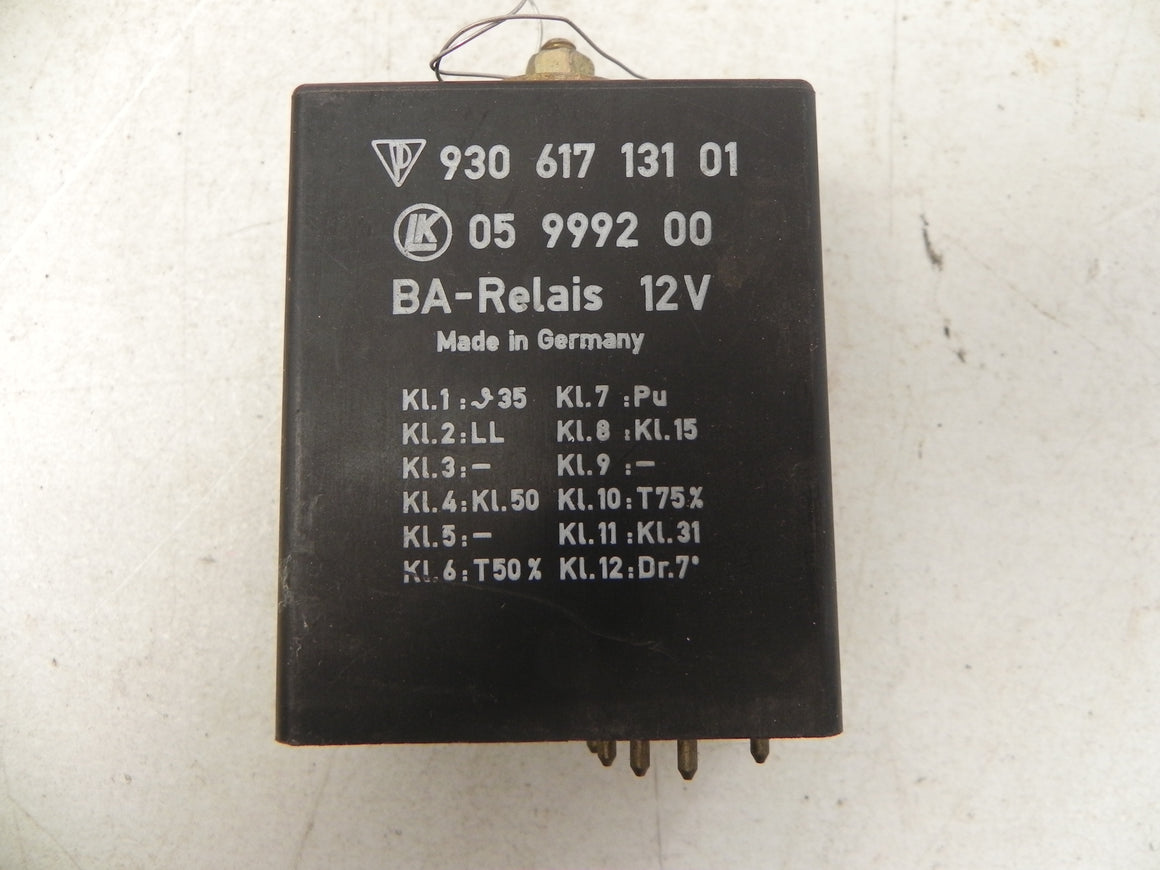 930 617 131 01
LK 05 9992 00
BA-Relais 12V
Made in Germany
Kl.1 :ϑ35 Kl.7 :Pu
Kl.2:LL Kl.8 :Kl.15
Kl.3:– Kl.9 :–
Kl.4:Kl.50 Kl.10:T75%
Kl.5:– Kl.11:Kl.31
Kl.6:T50% Kl.12:Dr.7°